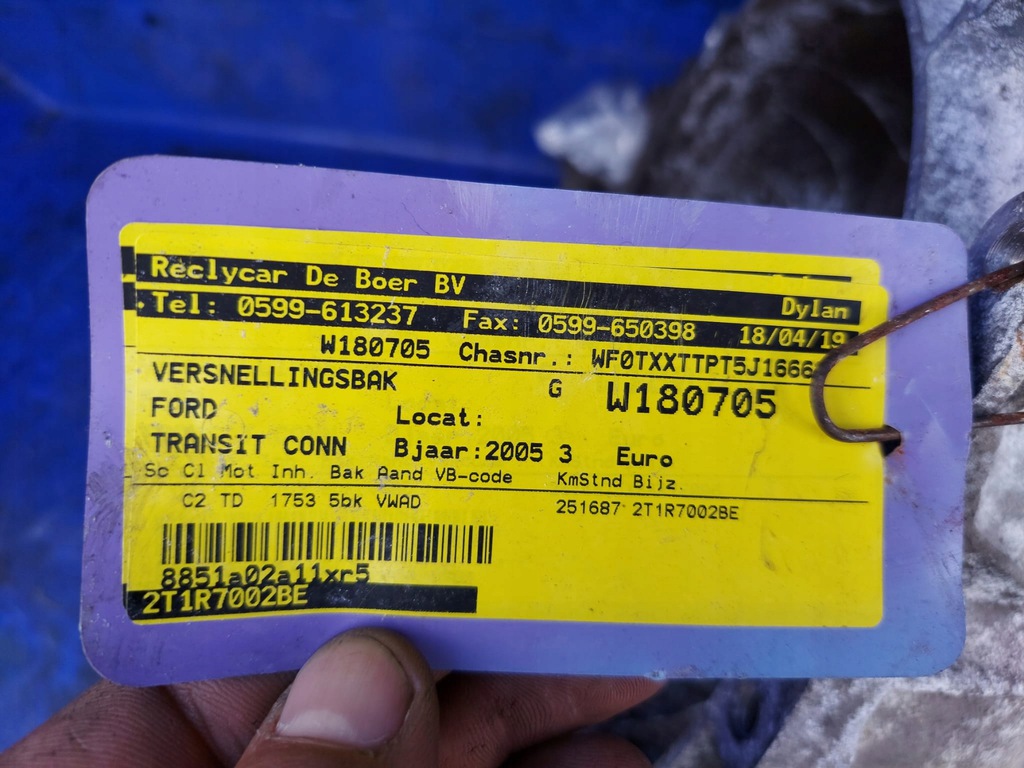 Reclycar De Boer BV
Dylan
Tel: 0599-613237 Fax: 0599-650398 18/04/19
W180705 Chasnr.: WF0TXXTTPT5J1666
VERSNELLINGSBAK G W180705
FORD Locat:
TRANSIT CONN Bjaar:2005 3 Euro
So Cl Mot Inh. Bak Aand VB-code KmStnd Bijz.
C2 TD 1753 5bk VWAD 251687 2T1R7002BE
8851a02a11xr5
2T1R7002BE